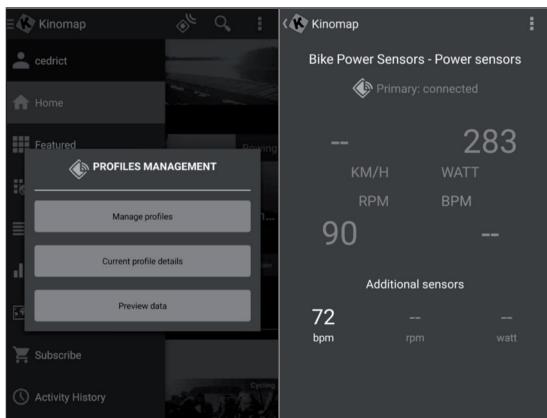 Kinomap
cedrict
Home
Featured
Rowing
PROFILES MANAGEMENT
Manage profiles
Current profile details
Preview data
Subscribe
Cycling
Activity History
Kinomap
Bike Power Sensors - Power sensors
Primary: connected
-- 283
KM/H WATT
RPM BPM
90 --
Additional sensors
72 -- --
bpm rpm watt